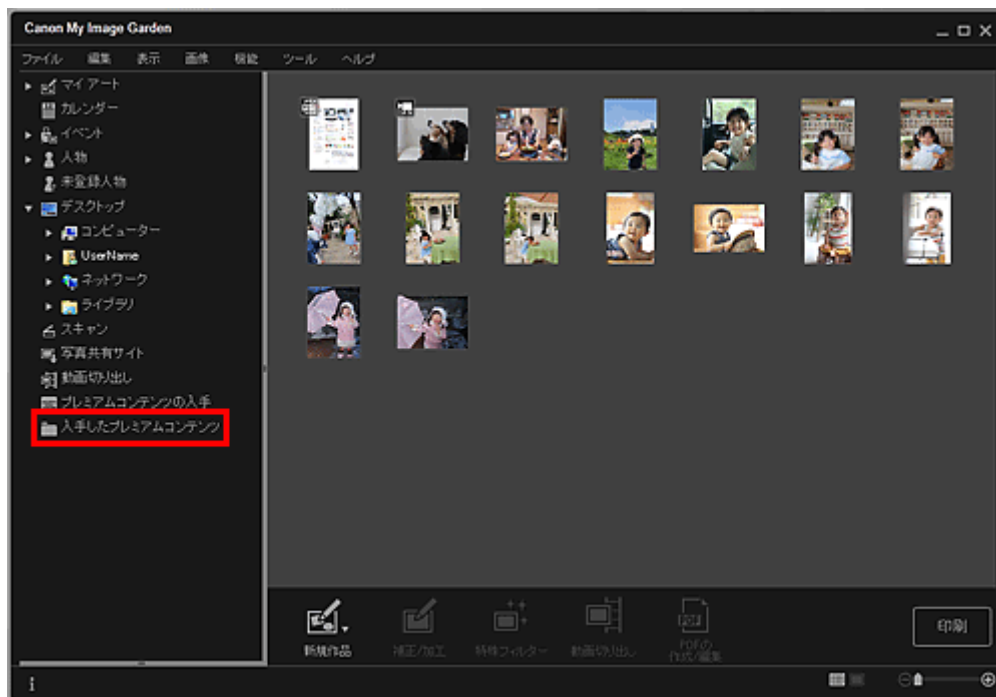 Canon My Image Garden
ファイル 編集 表示 画像 機能 ツール ヘルプ
マイ アート
カレンダー
イベント
人物
未登録人物
デスクトップ
コンピューター
UserName
ネットワーク
ライブラリ
スキャン
写真共有サイト
動画切り出し
プレミアムコンテンツの入手
入手したプレミアムコンテンツ
新規作品 補正/加工 特殊フィルター 動画切り出し PDFの
作成/編集
印刷